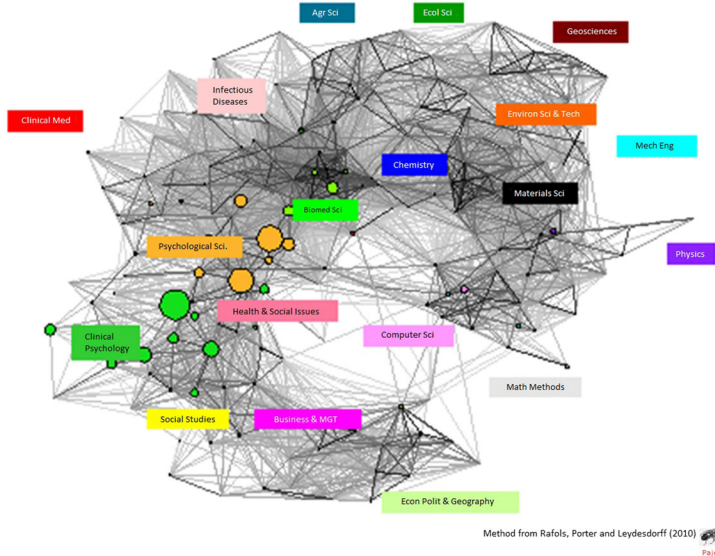 Agr Sci
Ecol Sci
Geosciences
Infectious
Diseases
Clinical Med
Environ Sci & Tech
Mech Eng
Chemistry
Materials Sci
Biomed Sci
Psychological Sci.
Physics
Health & Social Issues
Clinical
Psychology
Computer Sci
Math Methods
Social Studies
Business & MGT
Econ Polit & Geography
Method from Rafols, Porter and Leydesdorff (2010)